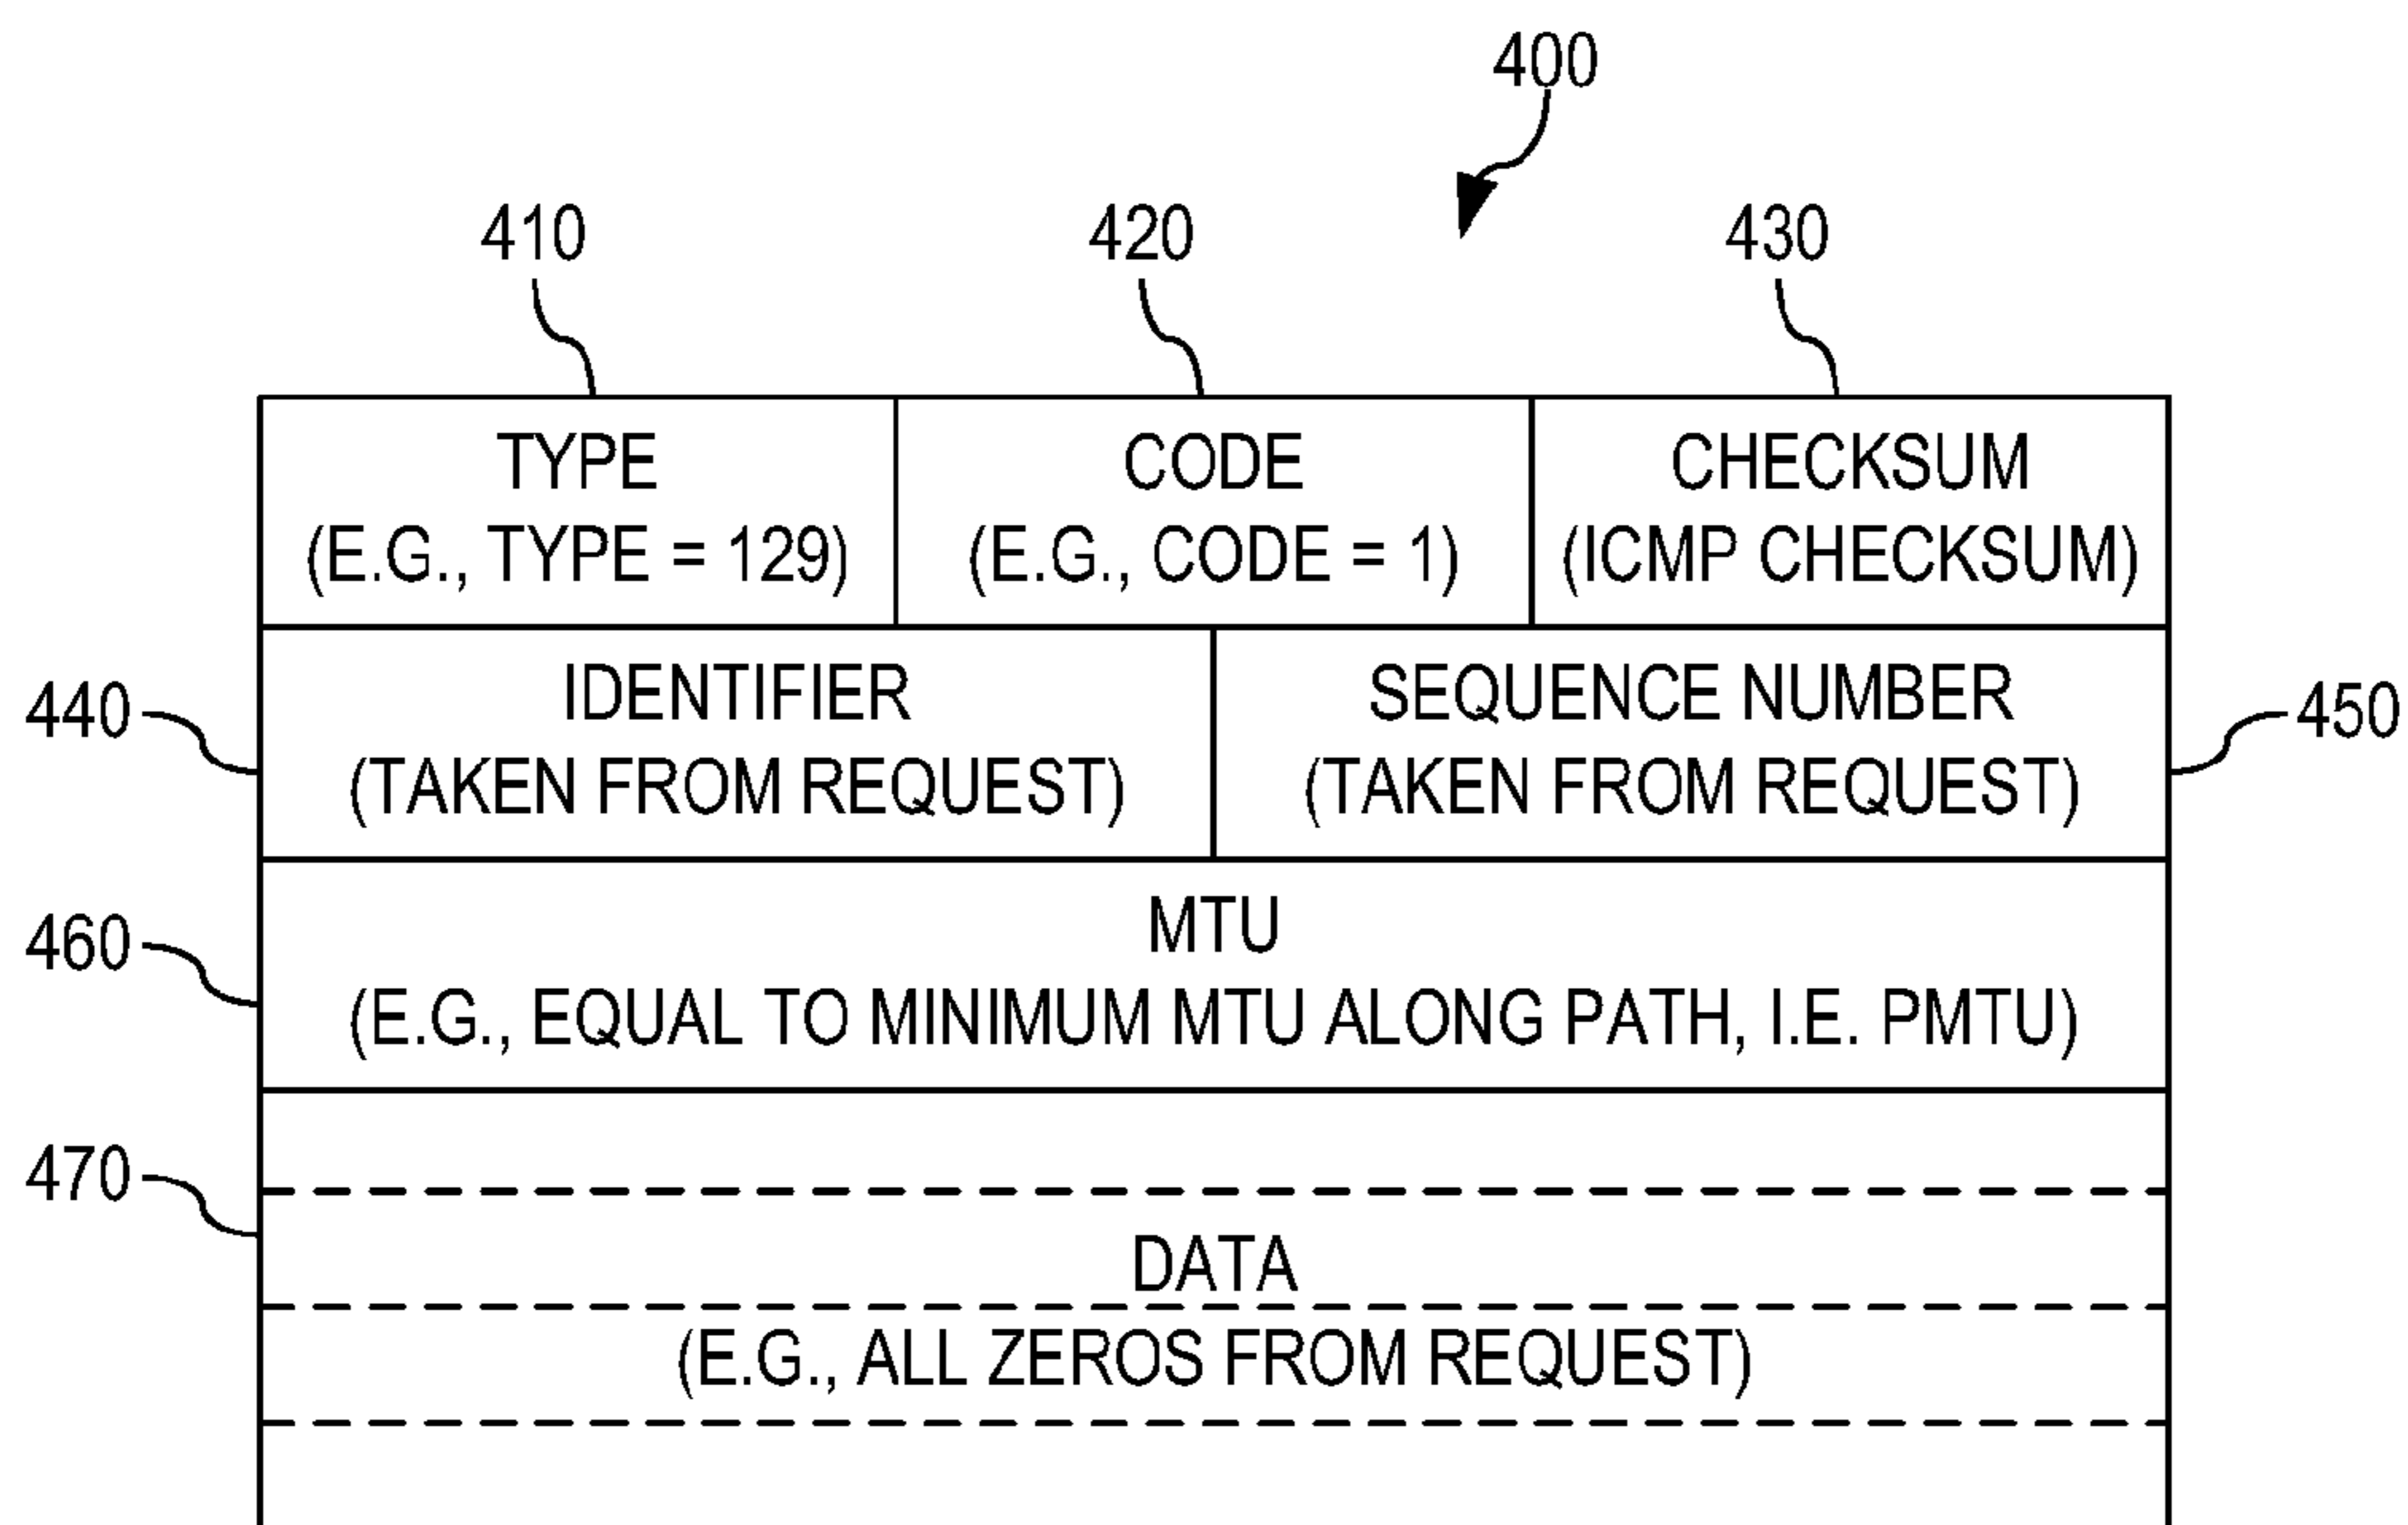 400
410
420
430
TYPE
(E.G., TYPE = 129)
CODE
(E.G., CODE = 1)
CHECKSUM
(ICMP CHECKSUM)
440
IDENTIFIER
(TAKEN FROM REQUEST)
SEQUENCE NUMBER
(TAKEN FROM REQUEST)
450
460
MTU
(E.G., EQUAL TO MINIMUM MTU ALONG PATH, I.E. PMTU)
470
DATA
(E.G., ALL ZEROS FROM REQUEST)